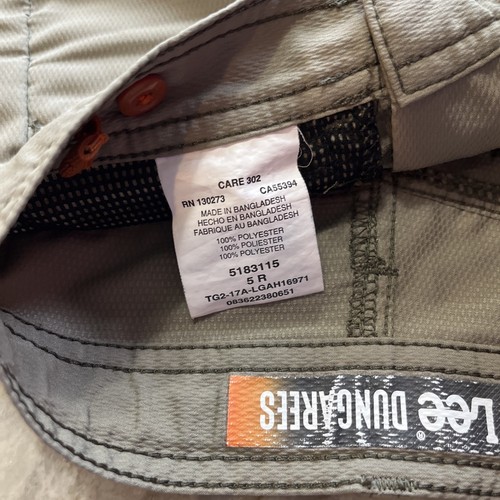 CARE 302
RN 130273 CA55394
MADE IN BANGLADESH
HECHO EN BANGLADESH
FABRIQUE AU BANGLADESH
100% POLYESTER
100% POLIESTER
100% POLYESTER
5183115
5 R
TG2-17A-LGAH16971
083622380651
Lee® DUNGAREES